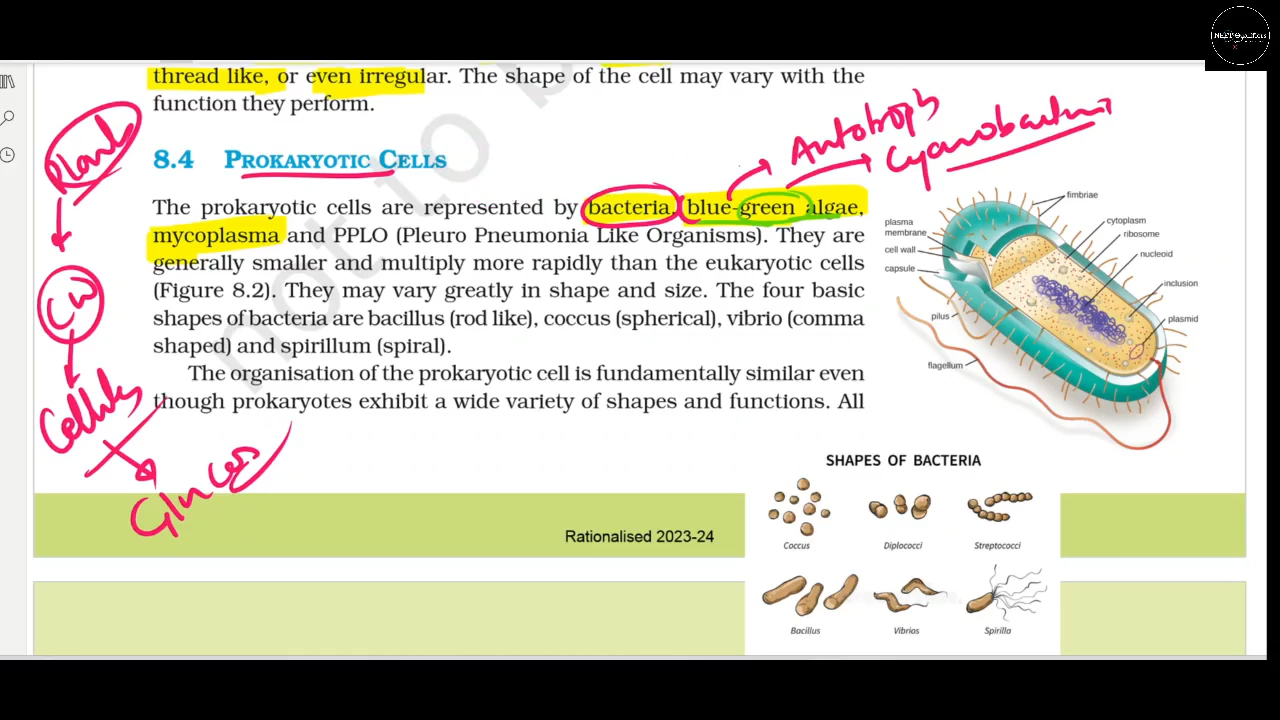 thread like, or even irregular. The shape of the cell may vary with the
function they perform.
8.4 PROKARYOTIC CELLS
The prokaryotic cells are represented by bacteria, blue-green algae,
mycoplasma and PPLO (Pleuro Pneumonia Like Organisms). They are
generally smaller and multiply more rapidly than the eukaryotic cells
(Figure 8.2). They may vary greatly in shape and size. The four basic
shapes of bacteria are bacillus (rod like), coccus (spherical), vibrio (comma
shaped) and spirillum (spiral).
The organisation of the prokaryotic cell is fundamentally similar even
though prokaryotes exhibit a wide variety of shapes and functions. All
Autotroph
Cyanobacteria
Plant
CW
fimbriae
cytoplasm
ribosome
nucleoid
inclusion
plasmid
plasma
membrane
cell wall
capsule
pilus
flagellum
SHAPES OF BACTERIA
Coccus
Diplococci
Streptococci
Bacillus
Vibrios
Spirilla
Rationalised 2023-24
not to b